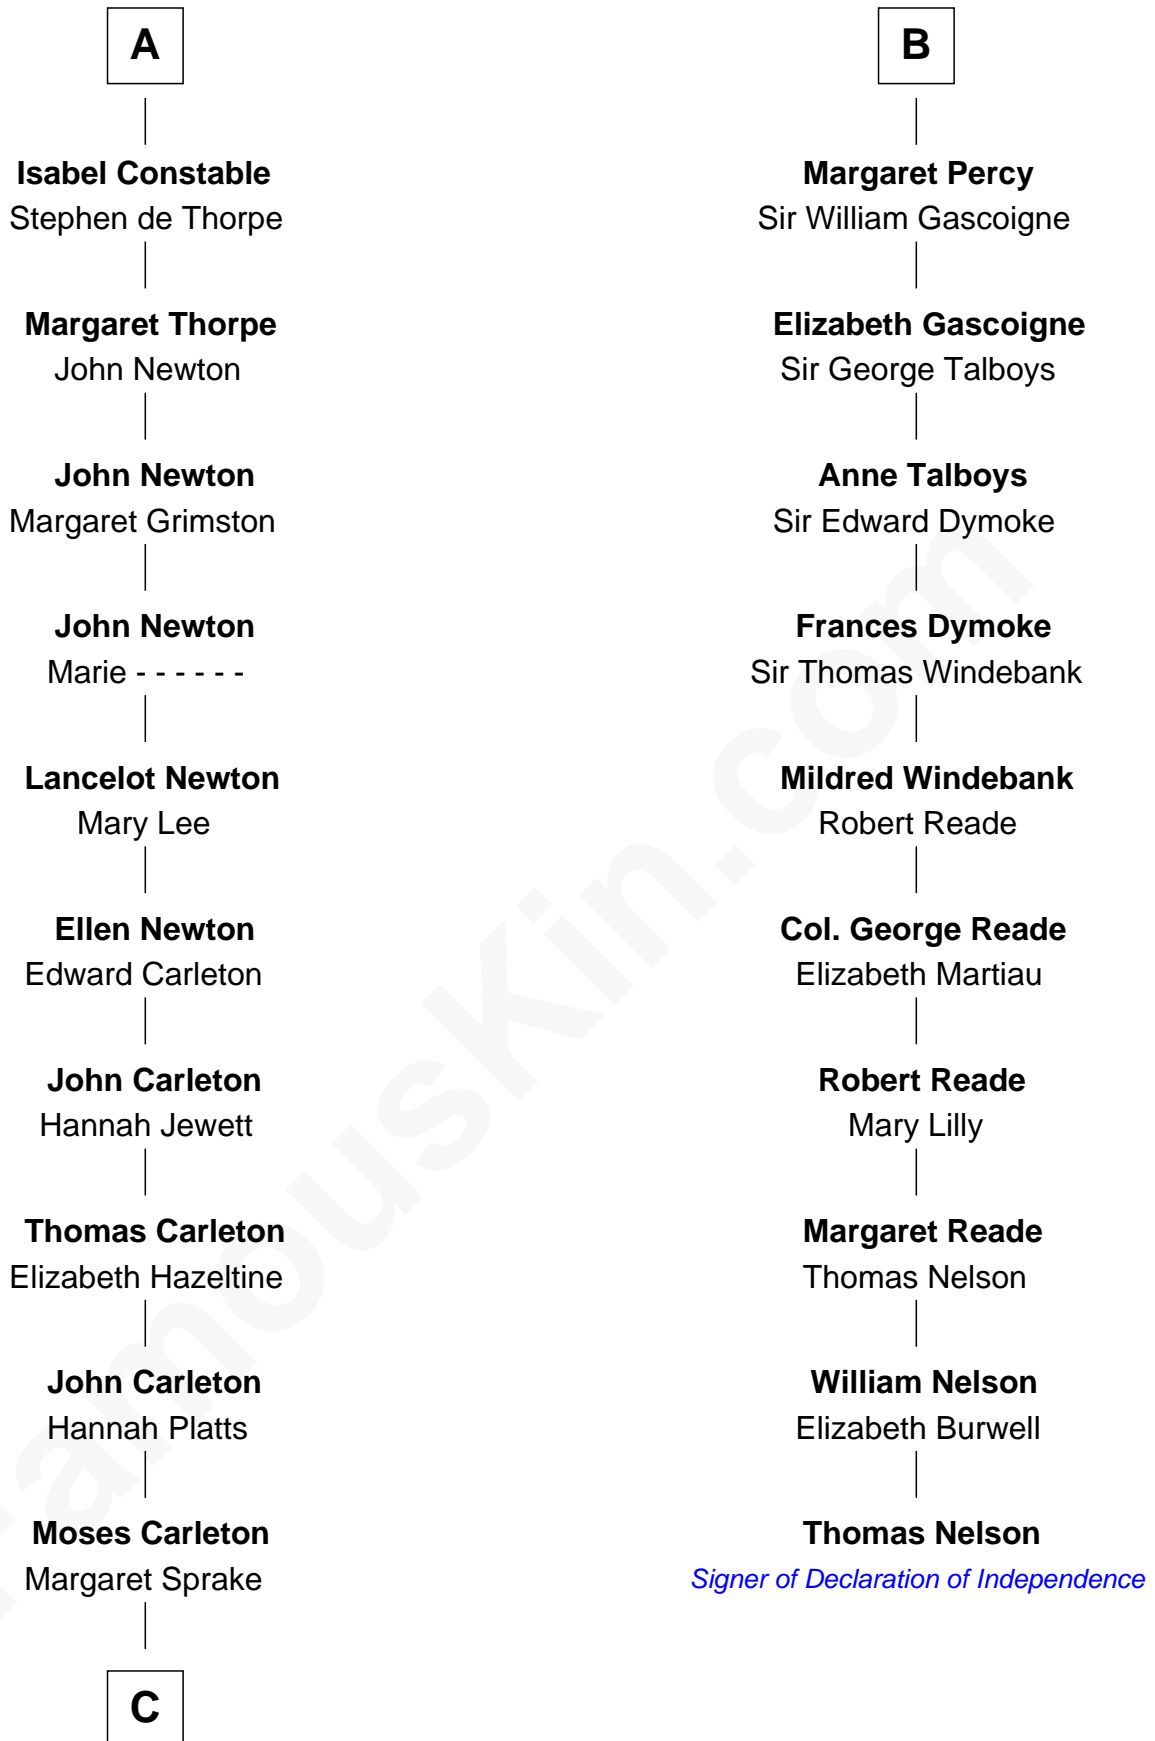 A
Isabel Constable
Stephen de Thorpe
Margaret Thorpe
John Newton
John Newton
Margaret Grimston
John Newton
Marie - - - - - -
Lancelot Newton
Mary Lee
Ellen Newton
Edward Carleton
John Carleton
Hannah Jewett
Thomas Carleton
Elizabeth Hazeltine
John Carleton
Hannah Platts
Moses Carleton
Margaret Sprake
C
B
Margaret Percy
Sir William Gascoigne
Elizabeth Gascoigne
Sir George Talboys
Anne Talboys
Sir Edward Dymoke
Frances Dymoke
Sir Thomas Windebank
Mildred Windebank
Robert Reade
Col. George Reade
Elizabeth Martiau
Robert Reade
Mary Lilly
Margaret Reade
Thomas Nelson
William Nelson
Elizabeth Burwell
Thomas Nelson
Signer of Declaration of Independence
FamousKin.com